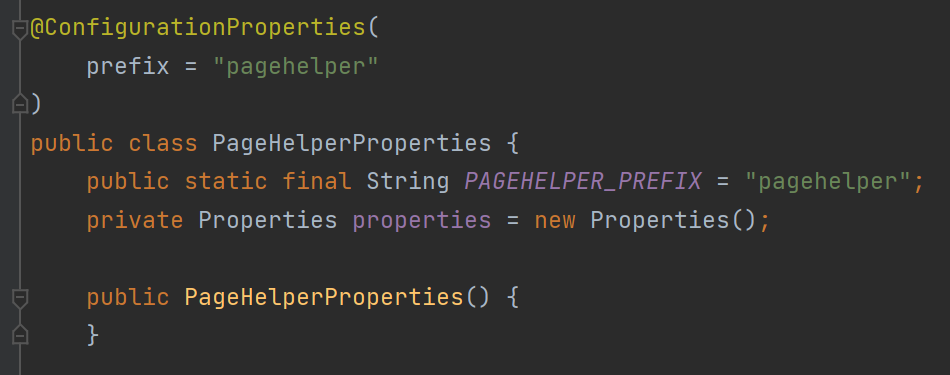 @ConfigurationProperties(
    prefix = "pagehelper"
)
public class PageHelperProperties {
    public static final String PAGEHELPER_PREFIX = "pagehelper";
    private Properties properties = new Properties();

    public PageHelperProperties() {
    }